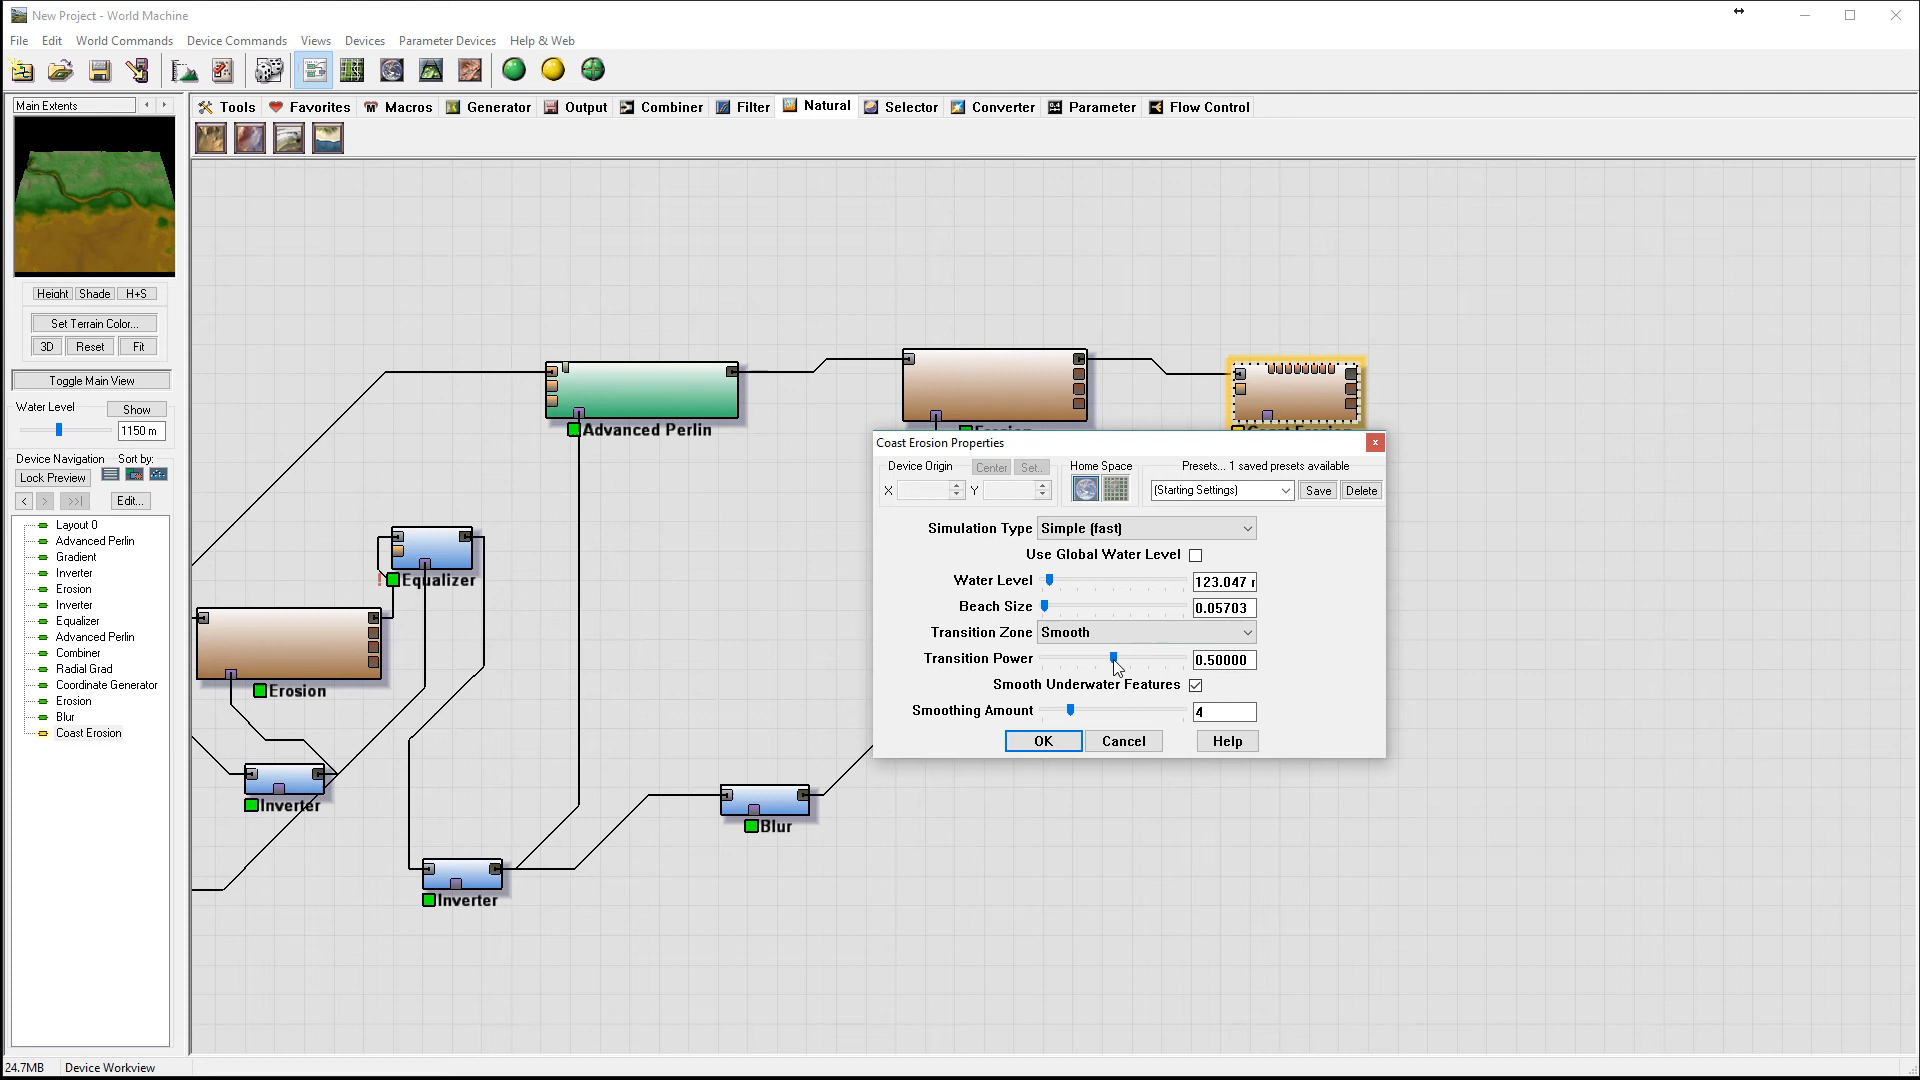 New Project - World Machine
File Edit World Commands Device Commands Views Devices Parameter Devices Help & Web
Main Extents
Tools Favorites Macros Generator Output Combiner Filter Natural Selector Converter Parameter Flow Control
Height Shade H+S
Set Terrain Color...
3D Reset Fit
Toggle Main View
Water Level Show
1150 m
Device Navigation Sort by:
Lock Preview
< > >>| Edit...
Layout 0
Advanced Perlin
Gradient
Inverter
Erosion
Inverter
Equalizer
Advanced Perlin
Combiner
Radial Grad
Coordinate Generator
Erosion
Blur
Coast Erosion
Advanced Perlin
Erosion
Coast Erosion
! Equalizer
Erosion
Inverter
Blur
Inverter
Coast Erosion Properties
Device Origin Center Set.. Home Space Presets... 1 saved presets available
X Y (Starting Settings) Save Delete
Simulation Type Simple (fast)
Use Global Water Level
Water Level 123.047 r
Beach Size 0.05703
Transition Zone Smooth
Transition Power 0.50000
Smooth Underwater Features
Smoothing Amount 4
OK Cancel Help
24.7MB Device Workview